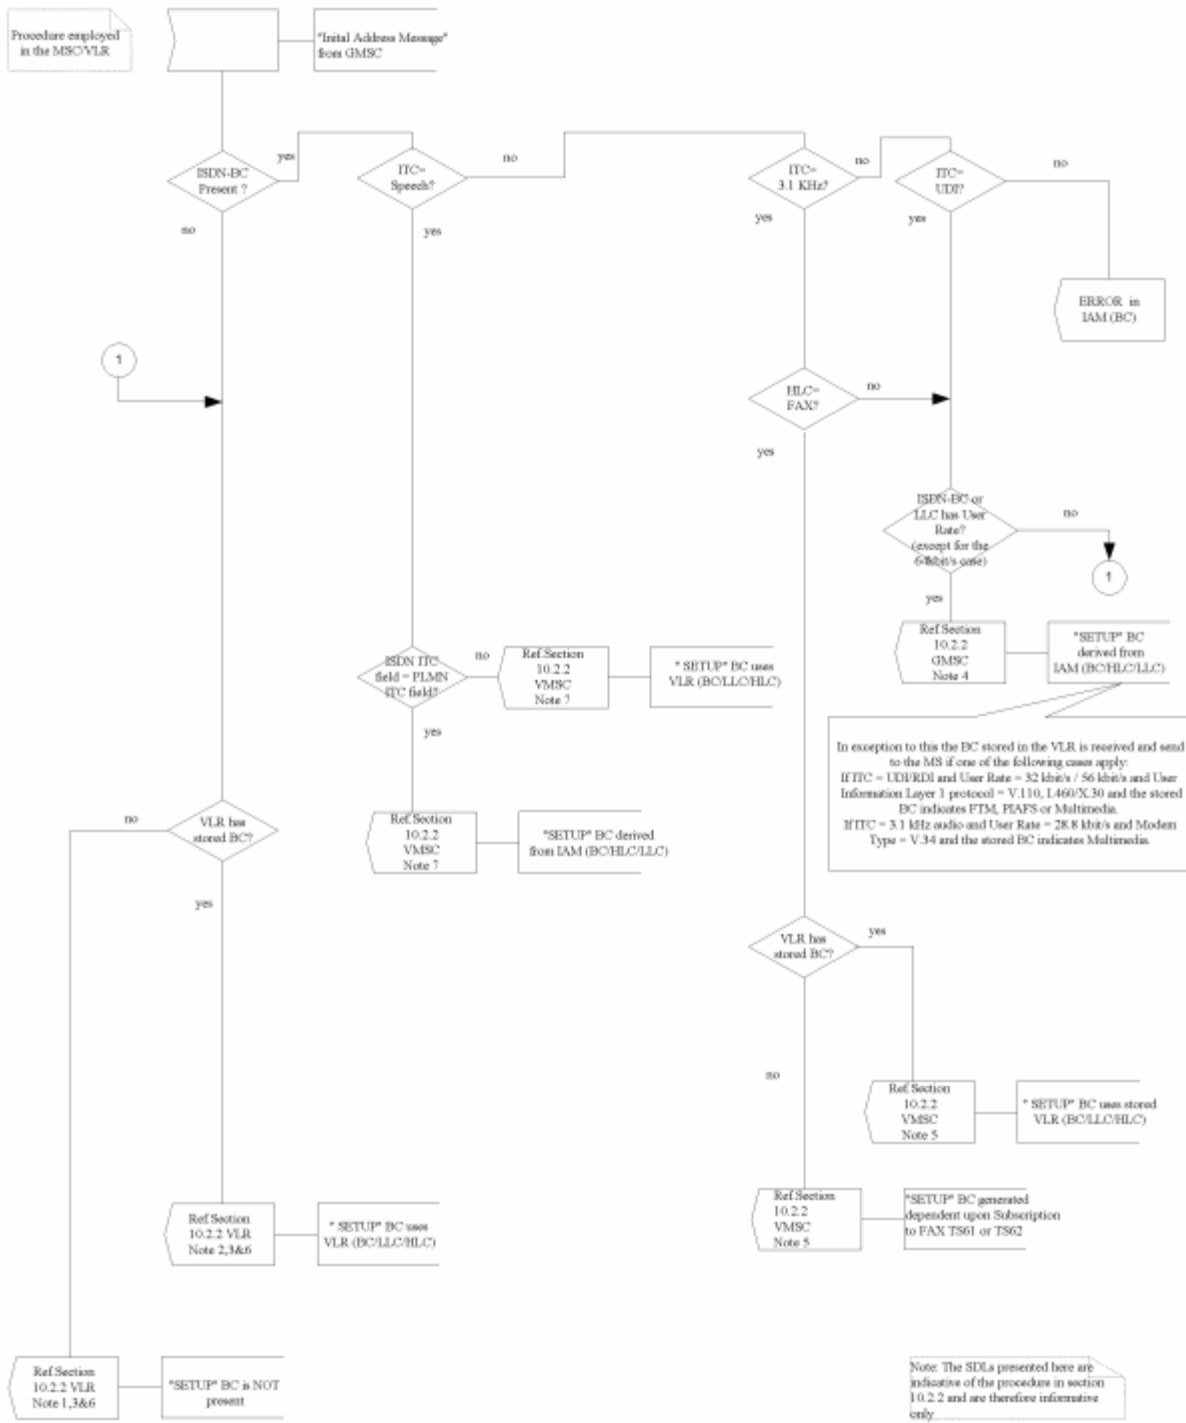 Procedure employed
in the MSC/VLR
"Inital Address Message"
from GMSC
ISDN-BC
Present ?
yes
no
ITC=
Speech?
no
yes
ITC=
3.1 KHz?
no
yes
ITC=
UDI?
no
yes
ERROR in
IAM (BC)
1
HLC=
FAX?
no
yes
ISDN-BC or
LLC has User
Rate?
(except for the
64kbit/s case)
no
1
yes
Ref.Section
10.2.2
GMSC
Note 4
"SETUP" BC
derived from
IAM (BC/HLC/LLC)
ISDN ITC
field = PLMN
ITC field?
no
yes
Ref.Section
10.2.2
VMSC
Note 7
" SETUP" BC uses
VLR (BC/LLC/HLC)
In exception to this the BC stored in the VLR is received and send
to the MS if one of the following cases apply:
If ITC = UDI/RDI and User Rate = 32 kbit/s / 56 kbit/s and User
Information Layer 1 protocol = V.110, I.460/X.30 and the stored
BC indicates FTM, PIAFS or Multimedia.
If ITC = 3.1 kHz audio and User Rate = 28.8 kbit/s and Modem
Type = V.34 and the stored BC indicates Multimedia.
Ref.Section
10.2.2
VMSC
Note 7
"SETUP" BC derived
from IAM (BC/HLC/LLC)
VLR has
stored BC?
no
yes
VLR has
stored BC?
yes
no
Ref.Section
10.2.2
VMSC
Note 5
" SETUP" BC uses stored
VLR (BC/LLC/HLC)
Ref.Section
10.2.2
VMSC
Note 5
"SETUP" BC generated
dependent upon Subscription
to FAX TS61 or TS62
Ref.Section
10.2.2 VLR
Note 2,3&6
" SETUP" BC uses
VLR (BC/LLC/HLC)
Ref.Section
10.2.2 VLR
Note 1,3&6
"SETUP" BC is NOT
present
Note: The SDLs presented here are
indicative of the procedure in section
10.2.2 and are therefore informative
only